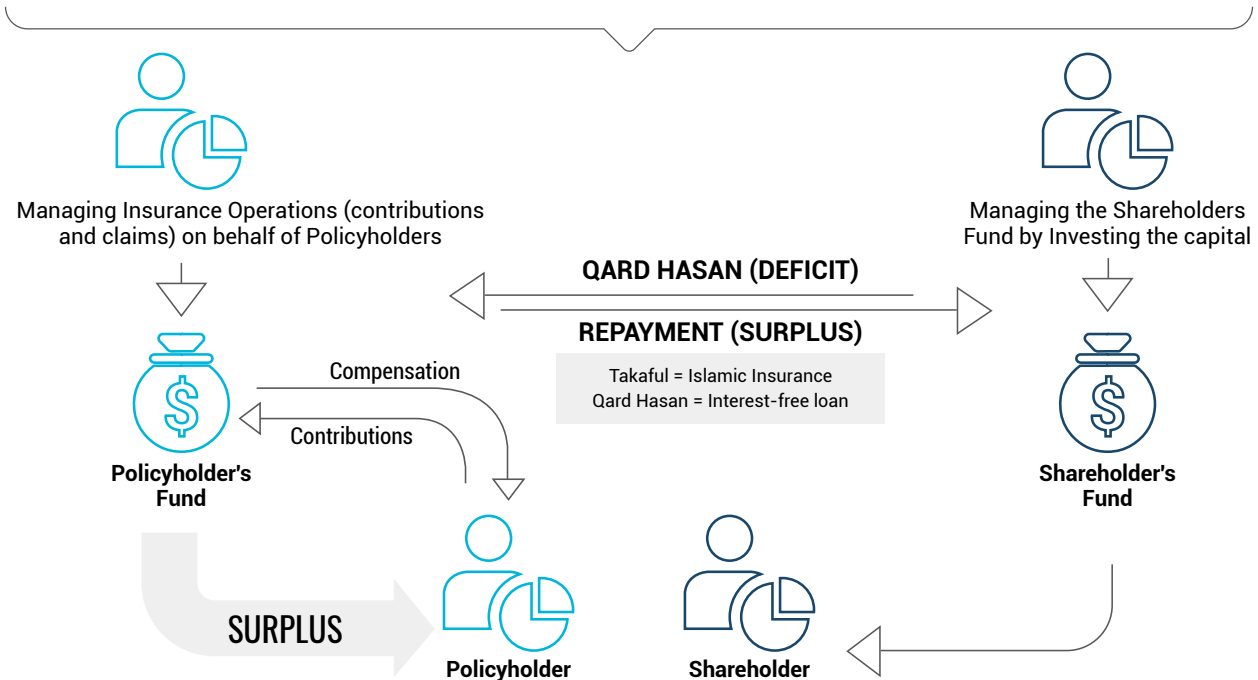 Managing Insurance Operations (contributions
and claims) on behalf of Policyholders
Managing the Shareholders
Fund by Investing the capital
QARD HASAN (DEFICIT)
REPAYMENT (SURPLUS)
Takaful = Islamic Insurance
Qard Hasan = Interest-free loan
Compensation
Contributions
$
Policyholder's
Fund
$
Shareholder's
Fund
SURPLUS
Policyholder
Shareholder